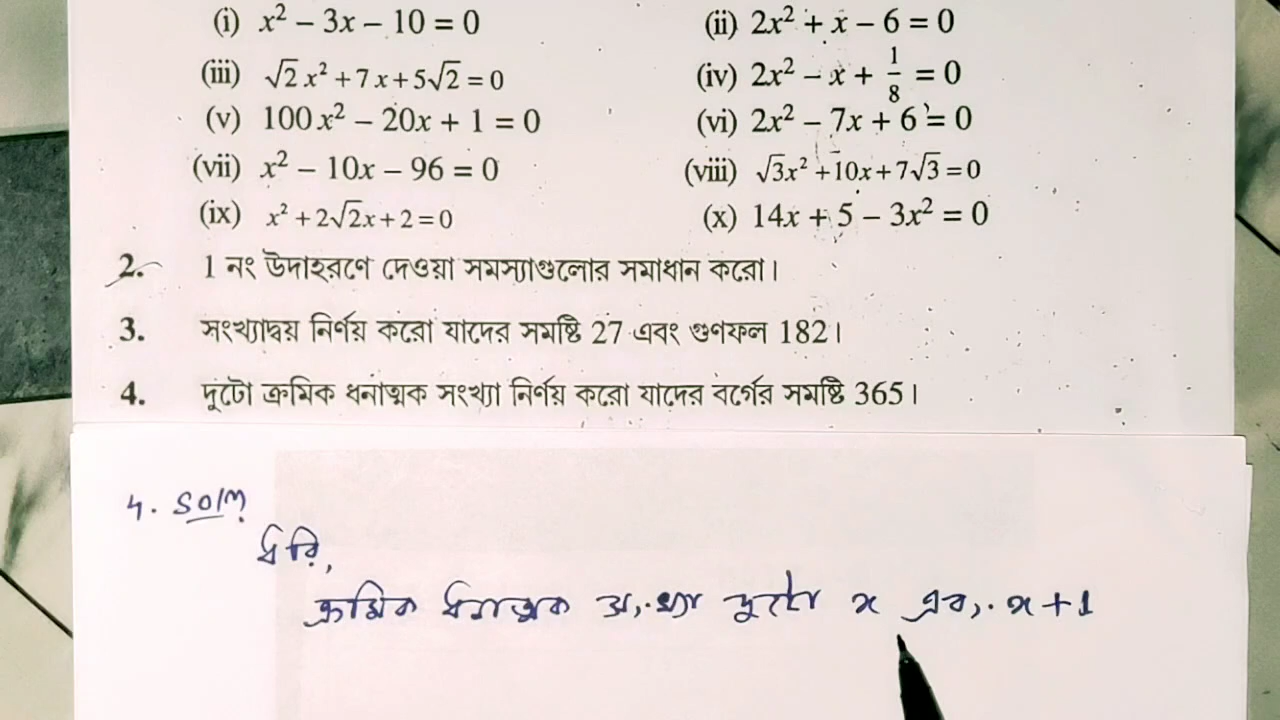 (i) x² − 3x − 10 = 0 (ii) 2x² + x − 6 = 0
(iii) √2 x² + 7x + 5√2 = 0 (iv) 2x² − x + 1/8 = 0
(v) 100x² − 20x + 1 = 0 (vi) 2x² − 7x + 6 = 0
(vii) x² − 10x − 96 = 0 (viii) √3x² + 10x + 7√3 = 0
(ix) x² + 2√2x + 2 = 0 (x) 14x + 5 − 3x² = 0
2. 1 নং উদাহরণে দেওয়া সমস্যাগুলোর সমাধান করো।
3. সংখ্যাদ্বয় নির্ণয় করো যাদের সমষ্টি 27 এবং গুণফল 182।
4. দুটো ক্রমিক ধনাত্মক সংখ্যা নির্ণয় করো যাদের বর্গের সমষ্টি 365।
4. Solⁿ.
ধরি,
ক্রমিক ধনাত্মক সংখ্যা দুটো x এবং x + 1